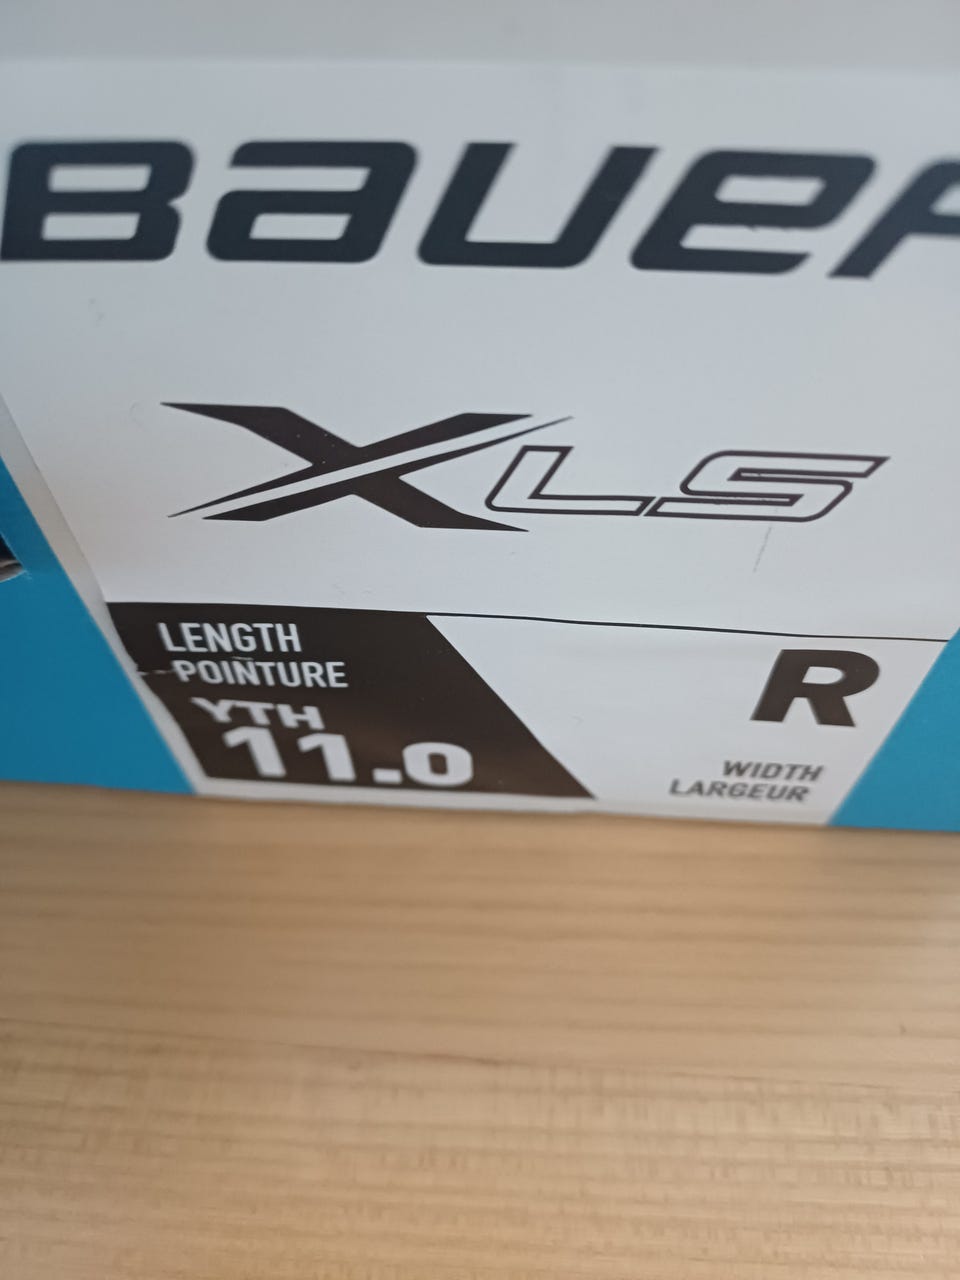 BAUER
XLS
LENGTH
POINTURE
YTH
11.0
R
WIDTH
LARGEUR